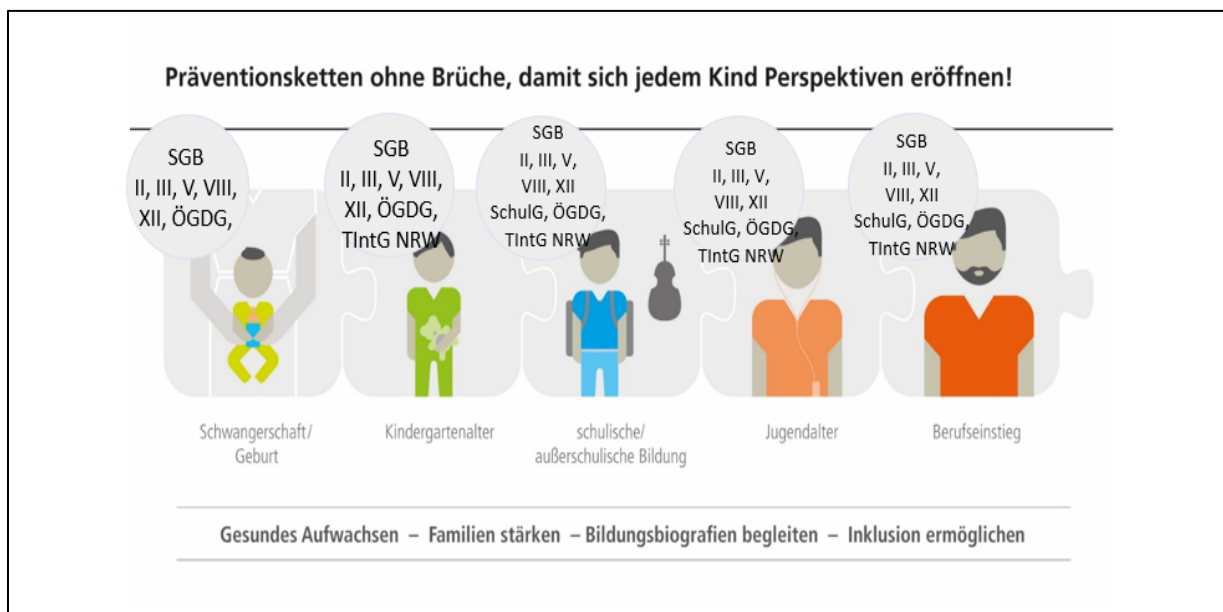 Präventionsketten ohne Brüche, damit sich jedem Kind Perspektiven eröffnen!
SGB
II, III, V, VIII,
XII, ÖGDG,
SGB
II, III, V, VIII,
XII, ÖGDG,
TIntG NRW
SGB
II, III, V,
VIII, XII
SchulG, ÖGDG,
TIntG NRW
SGB
II, III, V,
VIII, XII
SchulG, ÖGDG,
TIntG NRW
SGB
II, III, V,
VIII, XII
SchulG, ÖGDG,
TIntG NRW
Schwangerschaft/
Geburt
Kindergartenalter
schulische/
außerschulische Bildung
Jugendalter
Berufseinstieg
Gesundes Aufwachsen – Familien stärken – Bildungsbiografien begleiten – Inklusion ermöglichen